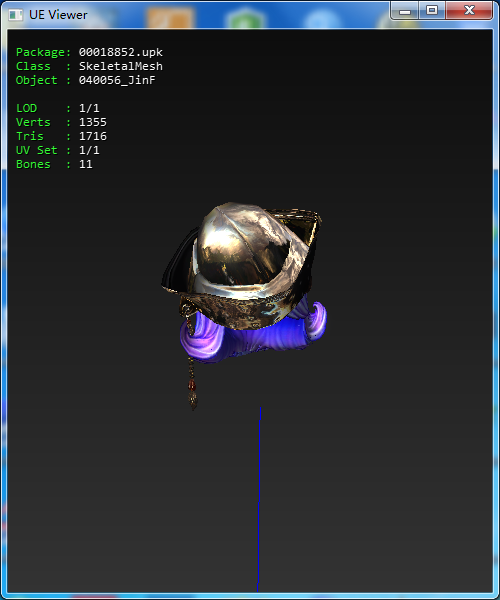 UE Viewer
Package: 00018852.upk
Class : SkeletalMesh
Object : 040056_JinF
LOD : 1/1
Verts : 1355
Tris : 1716
UV Set : 1/1
Bones : 11